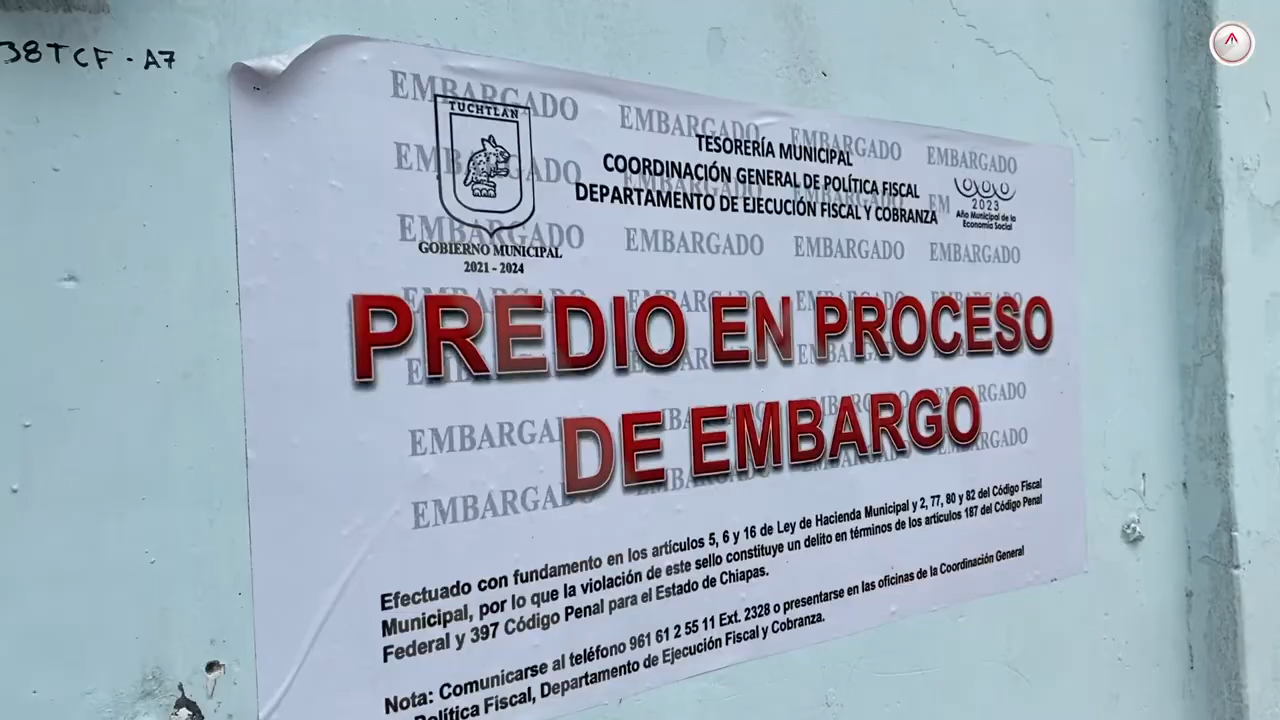 38TCF-A7
EMBARGADO
TUCHTLÁN
GOBIERNO MUNICIPAL
2021 - 2024
TESORERÍA MUNICIPAL
COORDINACIÓN GENERAL DE POLÍTICA FISCAL
DEPARTAMENTO DE EJECUCIÓN FISCAL Y COBRANZA
2023
Año Municipal de la
Economía Social
EMBARGADO EMBARGADO EMBARGADO
EMBARGADO EMBARGADO EMBARGADO EMBARGADO
PREDIO EN PROCESO
DE EMBARGO
EMBARGADO
EMBARGADO
Efectuado con fundamento en los artículos 5, 6 y 16 de Ley de Hacienda Municipal y 2, 77, 80 y 82 del Código Fiscal
Municipal, por lo que la violación de este sello constituye un delito en términos de los artículos 187 del Código Penal
Federal y 397 Código Penal para el Estado de Chiapas.
Nota: Comunicarse al teléfono 961 61 2 55 11 Ext. 2328 o presentarse en las oficinas de la Coordinación General
Política Fiscal, Departamento de Ejecución Fiscal y Cobranza.